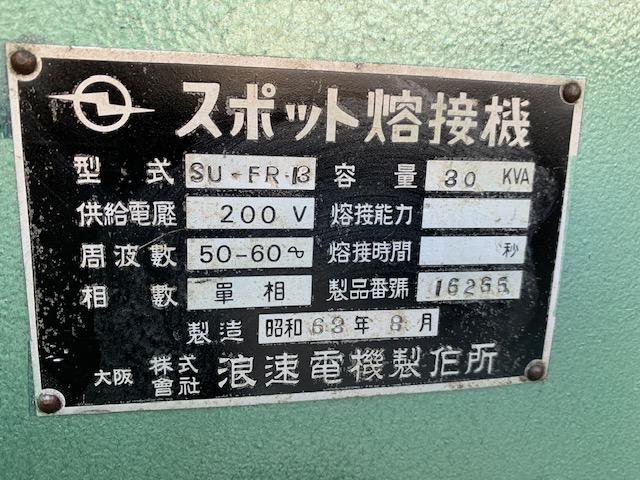 スポット熔接機
型式 SU-FR-13 容量 30 KVA
供給電壓 200 V 熔接能力
周波數 50-60~ 熔接時間 秒
相數 單相 製品番號 16266
製造 昭和63年8月
大阪 株式會社 浪速電機製作所